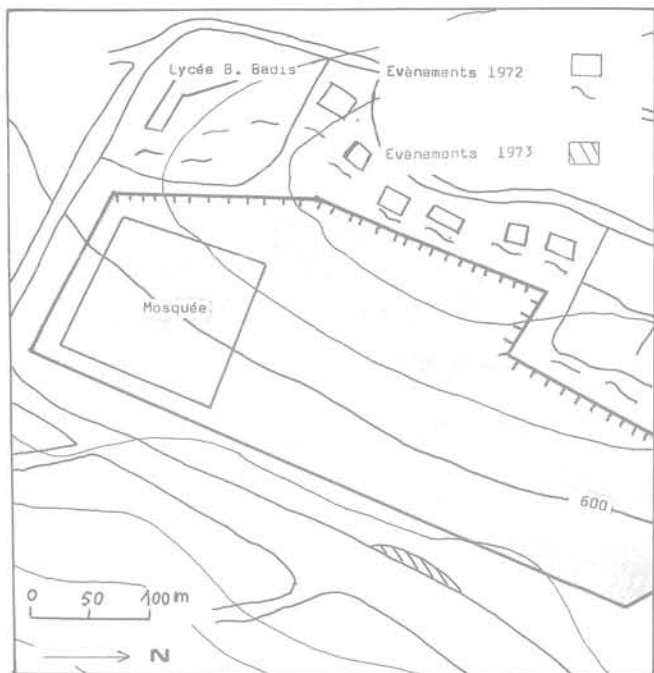 Lycée B. Badis
Evènements 1972
Evènements 1973
Mosquée
600
0 50 100 m
N